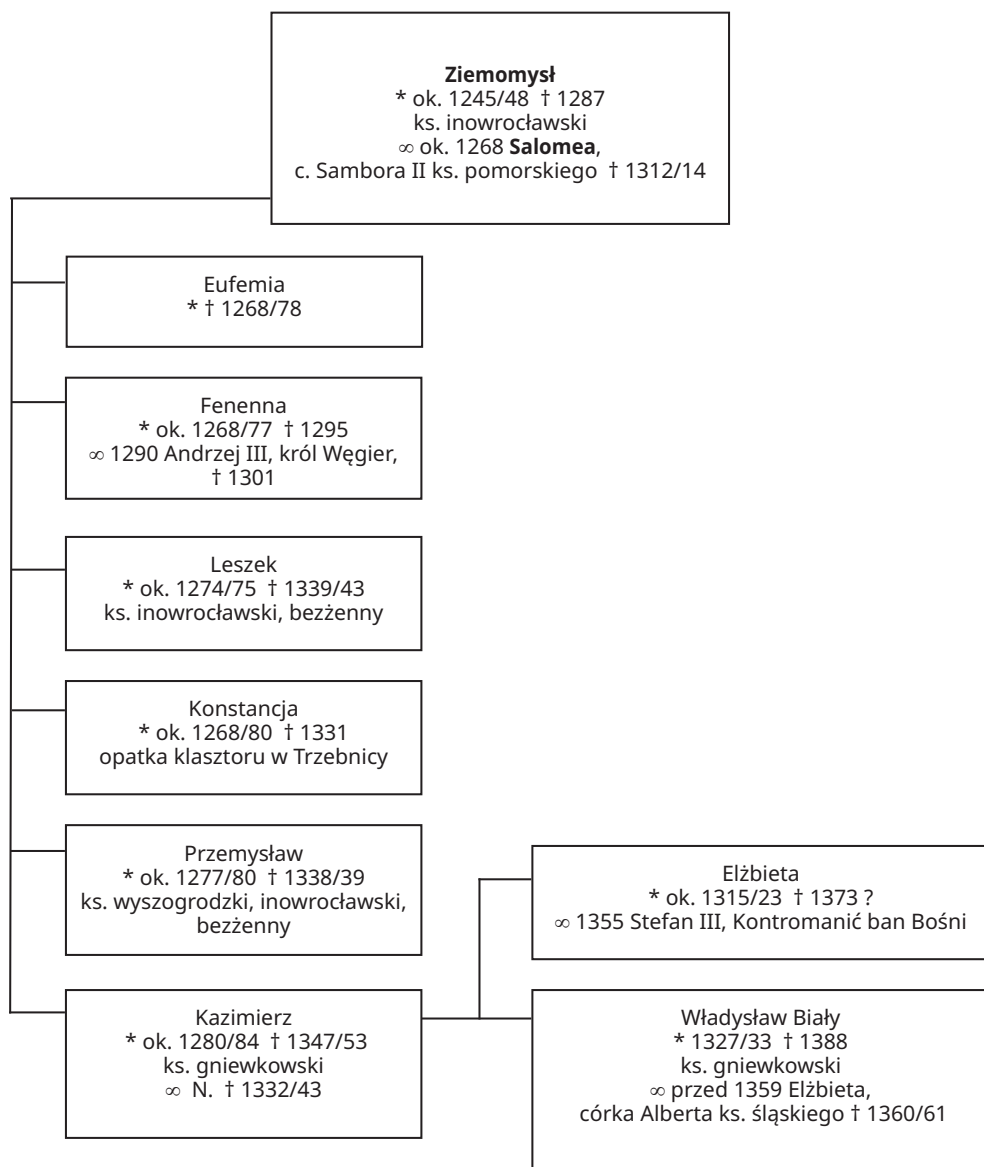 Ziemomysł
* ok. 1245/48 † 1287
ks. inowrocławski
∞ ok. 1268 Salomea,
c. Sambora II ks. pomorskiego † 1312/14
Eufemia
* † 1268/78
Fenenna
* ok. 1268/77 † 1295
∞ 1290 Andrzej III, król Węgier,
† 1301
Leszek
* ok. 1274/75 † 1339/43
ks. inowrocławski, bezżenny
Konstancja
* ok. 1268/80 † 1331
opatka klasztoru w Trzebnicy
Przemysław
* ok. 1277/80 † 1338/39
ks. wyszogrodzki, inowrocławski,
bezżenny
Kazimierz
* ok. 1280/84 † 1347/53
ks. gniewkowski
∞ N. † 1332/43
Elżbieta
* ok. 1315/23 † 1373 ?
∞ 1355 Stefan III, Kontromanić ban Bośni
Władysław Biały
* 1327/33 † 1388
ks. gniewkowski
∞ przed 1359 Elżbieta,
córka Alberta ks. śląskiego † 1360/61